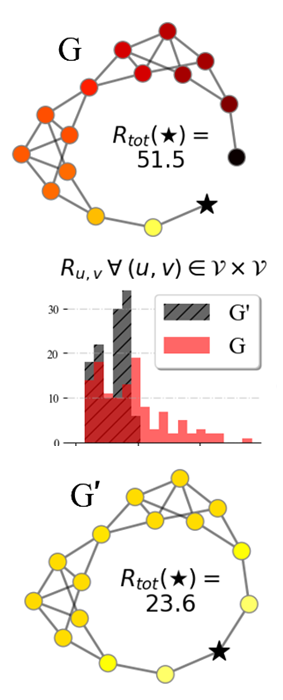 G
R_tot(★) =
51.5
R_u,v ∀ (u, v) ∈ 𝒱 × 𝒱
30
20
10
0
G'
G
G'
R_tot(★) =
23.6